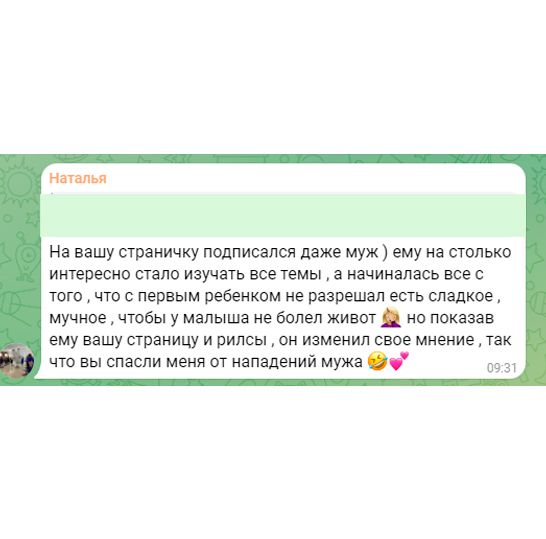 Наталья
На вашу страничку подписался даже муж ) ему на столько
интересно стало изучать все темы , а начиналась все с
того , что с первым ребенком не разрешал есть сладкое ,
мучное , чтобы у малыша не болел живот 🤦🏼‍♀️ но показав
ему вашу страницу и рилсы , он изменил свое мнение , так
что вы спасли меня от нападений мужа 🤣💕
09:31